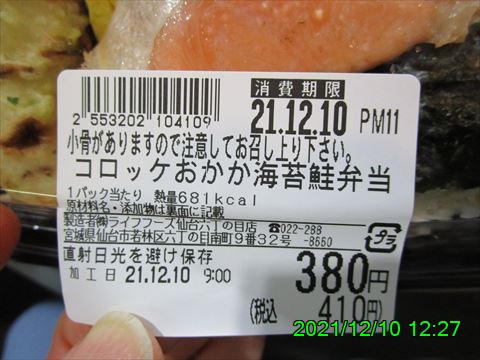 消費期限
2 553202 104109
21.12.10 PM11
小骨がありますので注意してお召し上り下さい。
コロッケおかか海苔鮭弁当
1パック当たり 熱量681kcal
原材料名・添加物は裏面に記載
製造者㈱ライフフーズ仙台六丁の目店 ☎022-288
宮城県仙台市若林区六丁の目南町9番32号 -8650
直射日光を避け保存
プラ
加工日 21.12.10 9:00
380円
(税込 410円)
2021/12/10 12:27